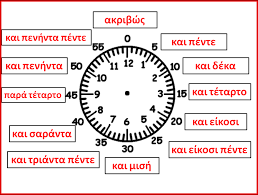 ακριβώς
και πενήντα πέντε
55
0
5
και πέντε
και πενήντα
50
11
12
1
10
και δέκα
10
2
παρά τέταρτο
45
9
3
15
και τέταρτο
40
8
4
20
και είκοσι
και σαράντα
7
6
5
35
30
25
και είκοσι πέντε
και τριάντα πέντε
και μισή